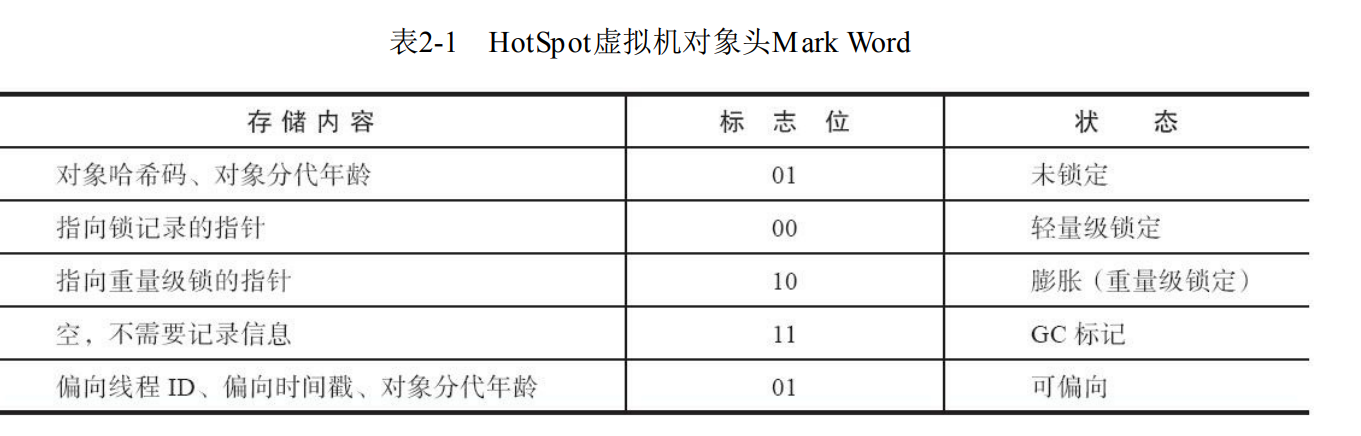 表2-1 HotSpot虚拟机对象头Mark Word
存储内容 标志位 状态
对象哈希码、对象分代年龄 01 未锁定
指向锁记录的指针 00 轻量级锁定
指向重量级锁的指针 10 膨胀（重量级锁定）
空，不需要记录信息 11 GC 标记
偏向线程 ID、偏向时间戳、对象分代年龄 01 可偏向